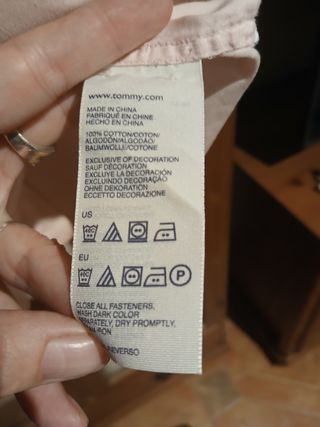 www.tommy.com
MADE IN CHINA
FABRIQUÉ EN CHINE
HECHO EN CHINA
100% COTTON/COTON/
ALGODÓN/ALGODÃO/
BAUMWOLLE/COTONE
EXCLUSIVE OF DECORATION
SAUF DÉCORATION
EXCLUYE LA DECORACIÓN
EXCLUINDO DECORAÇÃO
OHNE DEKORATION
ECCETTO DECORAZIONE
US
EU
P
CLOSE ALL FASTENERS,
WASH DARK COLOR
SEPARATELY, DRY PROMPTLY,
IRON.